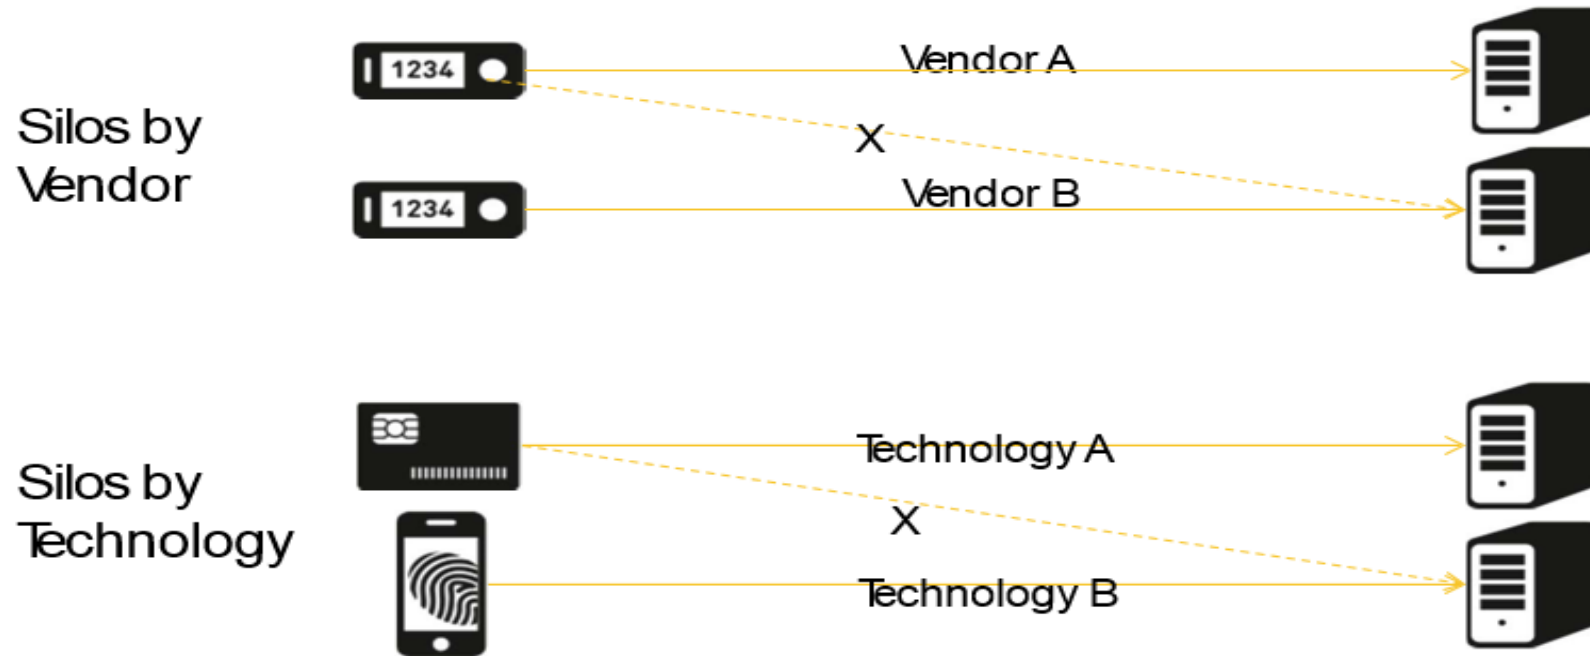 Silos by
Vendor
1234
Vendor A
X
1234
Vendor B
Silos by
Technology
Technology A
X
Technology B